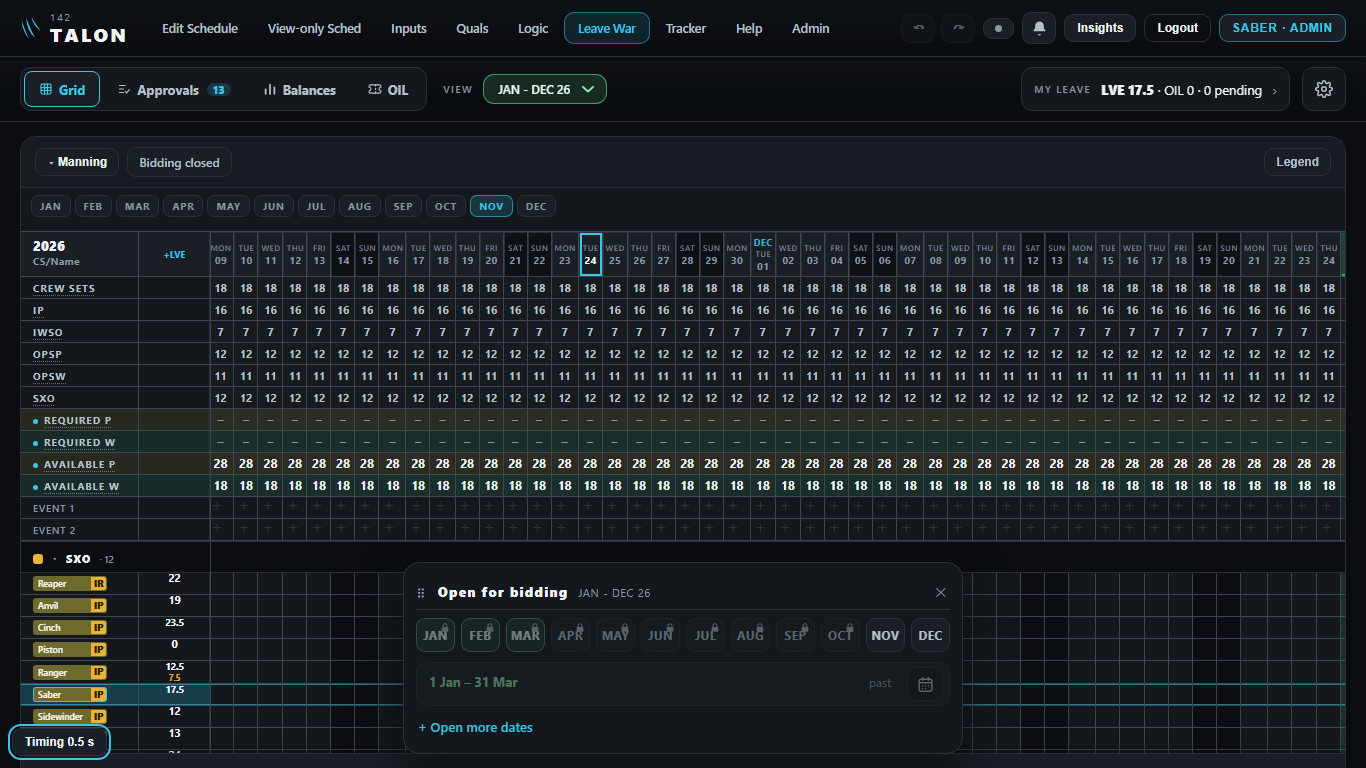 142
TALON
Edit Schedule View-only Sched Inputs Quals Logic Leave War Tracker Help Admin Insights Logout SABER · ADMIN
Grid Approvals 13 Balances OIL VIEW JAN - DEC 26 MY LEAVE LVE 17.5 · OIL 0 · 0 pending ›
Manning Bidding closed Legend
JAN FEB MAR APR MAY JUN JUL AUG SEP OCT NOV DEC
2026
CS/Name
+LVE
MON TUE WED THU FRI SAT SUN MON TUE WED THU FRI SAT SUN MON TUE WED THU FRI SAT SUN MON DEC TUE WED THU FRI SAT SUN MON TUE WED THU FRI SAT SUN MON TUE WED THU FRI SAT SUN MON TUE WED THU
09 10 11 12 13 14 15 16 17 18 19 20 21 22 23 24 25 26 27 28 29 30 01 02 03 04 05 06 07 08 09 10 11 12 13 14 15 16 17 18 19 20 21 22 23 24
CREW SETS 18 18 18 18 18 18 18 18 18 18 18 18 18 18 18 18 18 18 18 18 18 18 18 18 18 18 18 18 18 18 18 18 18 18 18 18 18 18 18 18 18 18 18 18 18 18
IP 16 16 16 16 16 16 16 16 16 16 16 16 16 16 16 16 16 16 16 16 16 16 16 16 16 16 16 16 16 16 16 16 16 16 16 16 16 16 16 16 16 16 16 16 16 16
IWSO 7 7 7 7 7 7 7 7 7 7 7 7 7 7 7 7 7 7 7 7 7 7 7 7 7 7 7 7 7 7 7 7 7 7 7 7 7 7 7 7 7 7 7 7 7 7
OPSP 12 12 12 12 12 12 12 12 12 12 12 12 12 12 12 12 12 12 12 12 12 12 12 12 12 12 12 12 12 12 12 12 12 12 12 12 12 12 12 12 12 12 12 12 12 12
OPSW 11 11 11 11 11 11 11 11 11 11 11 11 11 11 11 11 11 11 11 11 11 11 11 11 11 11 11 11 11 11 11 11 11 11 11 11 11 11 11 11 11 11 11 11 11 11
SXO 12 12 12 12 12 12 12 12 12 12 12 12 12 12 12 12 12 12 12 12 12 12 12 12 12 12 12 12 12 12 12 12 12 12 12 12 12 12 12 12 12 12 12 12 12 12
REQUIRED P – – – – – – – – – – – – – – – – – – – – – – – – – – – – – – – – – – – – – – – – – – – – – –
REQUIRED W – – – – – – – – – – – – – – – – – – – – – – – – – – – – – – – – – – – – – – – – – – – – – –
AVAILABLE P 28 28 28 28 28 28 28 28 28 28 28 28 28 28 28 28 28 28 28 28 28 28 28 28 28 28 28 28 28 28 28 28 28 28 28 28 28 28 28 28 28 28 28 28 28 28
AVAILABLE W 18 18 18 18 18 18 18 18 18 18 18 18 18 18 18 18 18 18 18 18 18 18 18 18 18 18 18 18 18 18 18 18 18 18 18 18 18 18 18 18 18 18 18 18 18 18
EVENT 1 + + + + + + + + + + + + + + + + + + + + + + + + + + + + + + + + + + + + + + + + + + + + + +
EVENT 2 + + + + + + + + + + + + + + + + + + + + + + + + + + + + + + + + + + + + + + + + + + + + + +
SXO · 12
Reaper IR 22
Anvil IP 19
Cinch IP 23.5
Piston IP 0
Ranger IP 12.5
7.5
Saber IP 17.5
Sidewinder IP 12
13
Timing 0.5 s
Open for bidding JAN - DEC 26
JAN FEB MAR APR MAY JUN JUL AUG SEP OCT NOV DEC
1 Jan – 31 Mar past
+ Open more dates